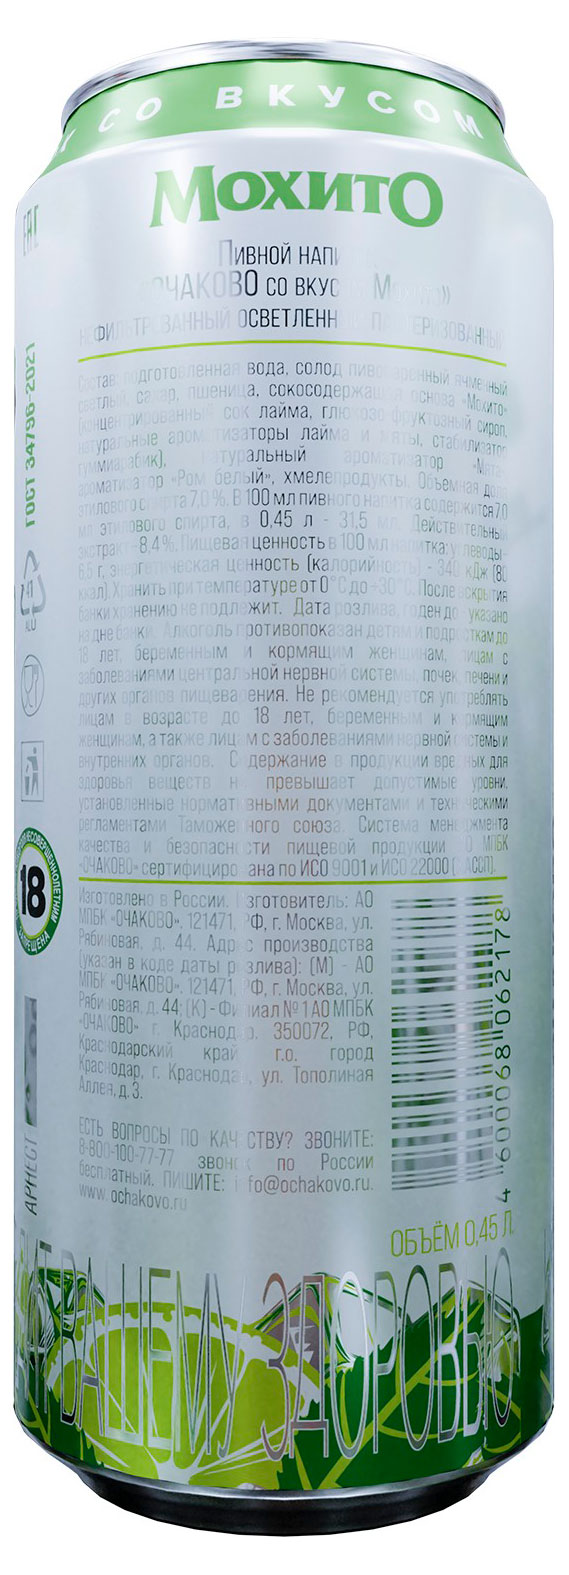 К СО ВКУСОМ
МОХИТО
ПИВНОЙ НАПИ
«ОЧАКОВО СО ВКУСОМ МОХИТО»
НЕФИЛЬТРОВАННЫЙ ОСВЕТЛЕННЫЙ ПАСТЕРИЗОВАННЫЙ
Состав: подготовленная вода, солод пивоваренный ячменный
светлый, сахар, пшеница, сокосодержащая основа «Мохито»
(концентрированный сок лайма, глюкозо-фруктозный сироп,
натуральные ароматизаторы лайма и мяты, стабилизатор
гуммиарабик), натуральный ароматизатор «Мята»,
ароматизатор «Ром белый», хмелепродукты. Объемная доля
этилового спирта 7,0 %. В 100 мл пивного напитка содержится 7,0
мл этилового спирта, в 0,45 л - 31,5 мл. Действительный
экстракт - 8,4 %. Пищевая ценность в 100 мл напитка: углеводы -
6,5 г, энергетическая ценность (калорийность) - 340 кДж (80
ккал). Хранить при температуре от 0°С до +30°С. После вскрытия
банки хранению не подлежит. Дата розлива, годен до - указано
на дне банки. Алкоголь противопоказан детям и подросткам до
18 лет, беременным и кормящим женщинам, лицам с
заболеваниями центральной нервной системы, почек, печени и
других органов пищеварения. Не рекомендуется употреблять
лицам в возрасте до 18 лет, беременным и кормящим
женщинам, а также лицам с заболеваниями нервной системы и
внутренних органов. Содержание в продукции вредных для
здоровья веществ не превышает допустимые уровни,
установленные нормативными документами и техническими
регламентами Таможенного союза. Система менеджмента
качества и безопасности пищевой продукции АО МПБК
«ОЧАКОВО» сертифицирована по ИСО 9001 и ИСО 22000 (ХАССП).
Изготовлено в России. Изготовитель: АО
МПБК «ОЧАКОВО», 121471, РФ, г. Москва, ул.
Рябиновая, д. 44. Адрес производства
(указан в коде даты розлива): (М) - АО
МПБК «ОЧАКОВО», 121471, РФ, г. Москва, ул.
Рябиновая, д. 44; (К) - Филиал № 1 АО МПБК
«ОЧАКОВО» г. Краснодар, 350072, РФ,
Краснодарский край, г.о. город
Краснодар, г. Краснодар, ул. Тополиная
Аллея, д. 3.
ЕСТЬ ВОПРОСЫ ПО КАЧЕСТВУ? ЗВОНИТЕ:
8-800-100-77-77 звонок по России
бесплатный. ПИШИТЕ: info@ochakovo.ru
www.ochakovo.ru
4 600068 062178
ОБЪЁМ 0,45 Л.
ВАШЕМУ ЗДОРОВЬЮ
EAC
ГОСТ 34796-2021
41
ALU
18
НЕСОВЕРШЕННОЛЕТНИМ
ЗАПРЕЩЕНА
АРНЕСТ